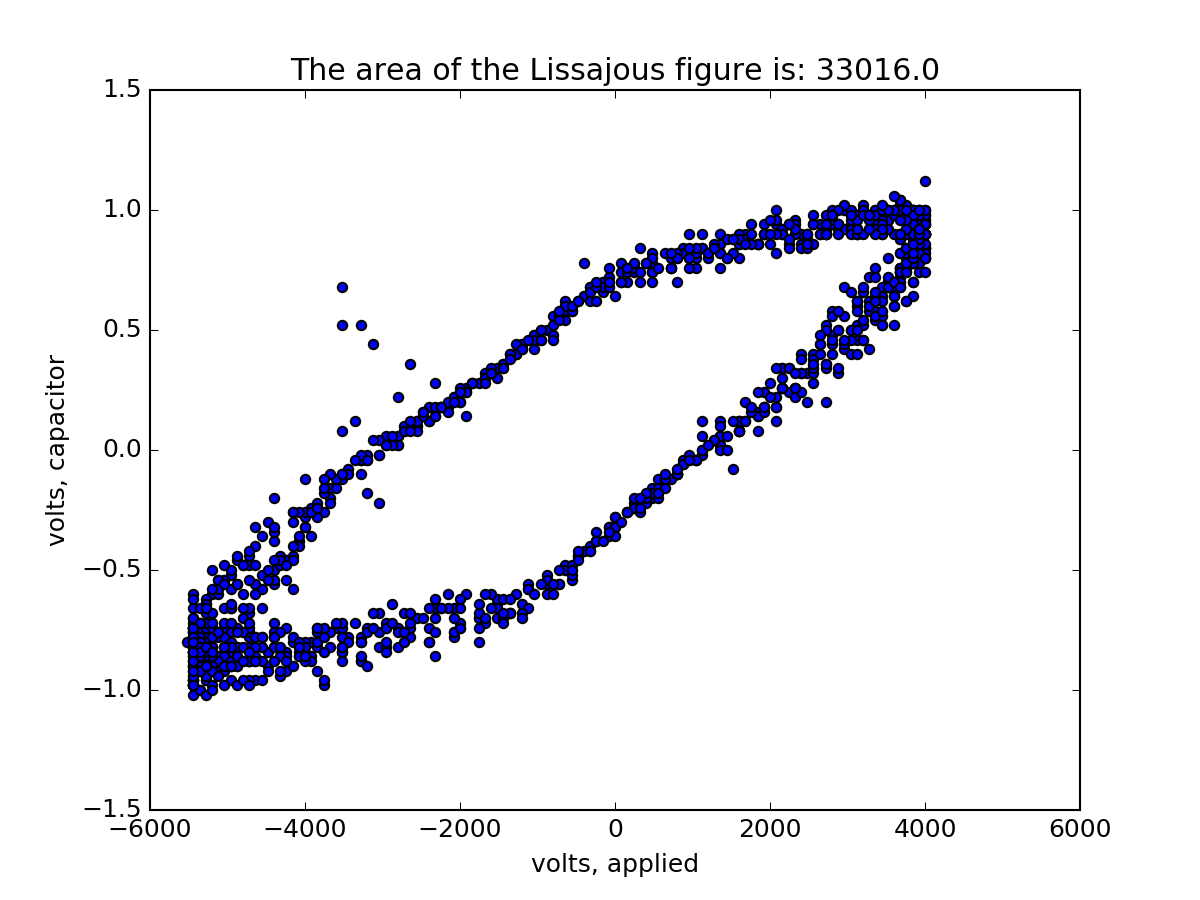 The area of the Lissajous figure is: 33016.0
1.5
1.0
0.5
0.0
−0.5
−1.0
−1.5
volts, capacitor
−6000 −4000 −2000 0 2000 4000 6000
volts, applied